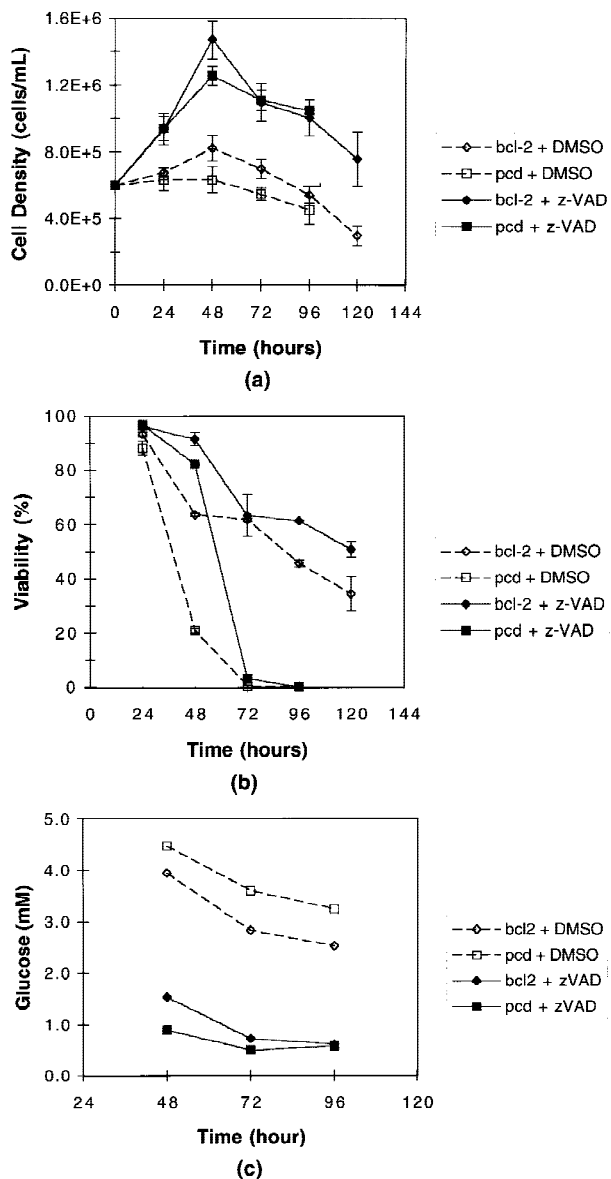 1.6E+6
1.2E+6
8.0E+5
4.0E+5
0.0E+0
Cell Density (cells/mL)
0 24 48 72 96 120 144
Time (hours)
bcl-2 + DMSO
pcd + DMSO
bcl-2 + z-VAD
pcd + z-VAD
(a)
100
80
60
40
20
0
Viability (%)
0 24 48 72 96 120 144
Time (hours)
bcl-2 + DMSO
pcd + DMSO
bcl-2 + z-VAD
pcd + z-VAD
(b)
5.0
4.0
3.0
2.0
1.0
0.0
Glucose (mM)
24 48 72 96 120
Time (hour)
bcl2 + DMSO
pcd + DMSO
bcl2 + zVAD
pcd + zVAD
(c)